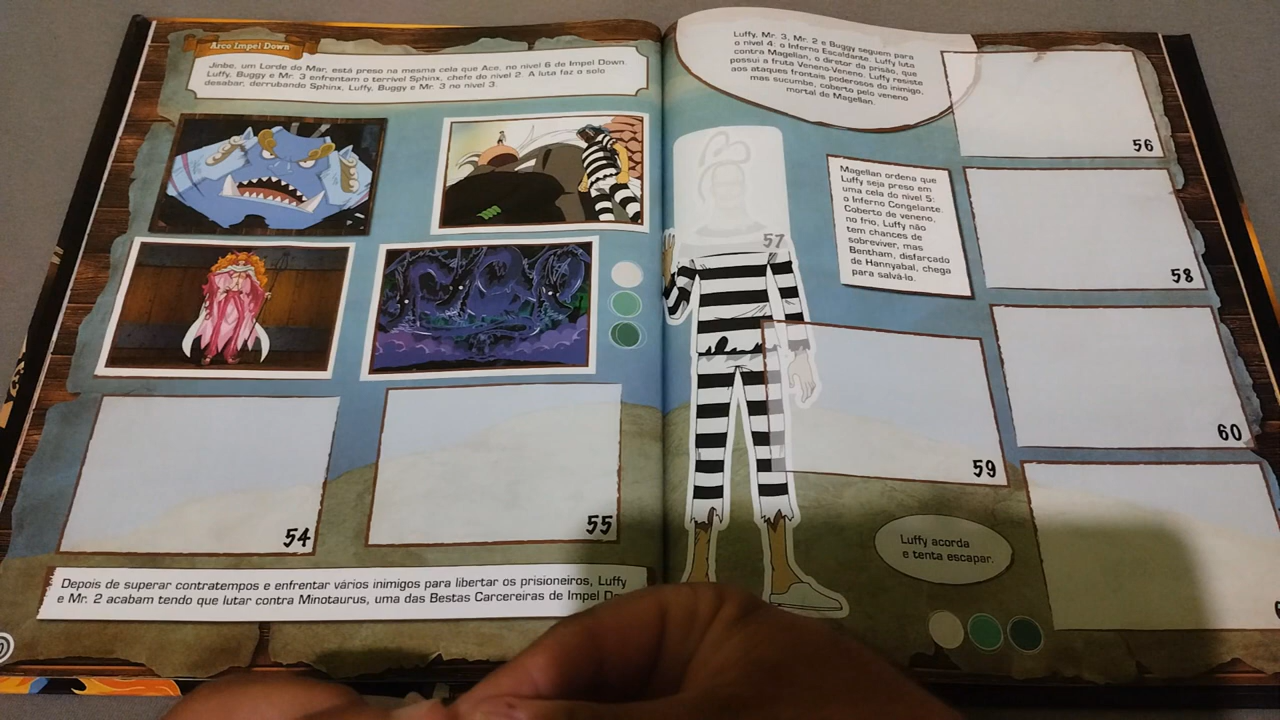 Arco Impel Down
Jinbe, um Lorde do Mar, está preso na mesma cela que Ace, no nível 6 de Impel Down.
Luffy, Buggy e Mr. 3 enfrentam o terrível Sphinx, chefe do nível 2. A luta faz o solo
desabar, derrubando Sphinx, Luffy, Buggy e Mr. 3 no nível 3.
54
55
Depois de superar contratempos e enfrentar vários inimigos para libertar os prisioneiros, Luffy
e Mr. 2 acabam tendo que lutar contra Minotaurus, uma das Bestas Carcereiras de Impel
Luffy, Mr. 3, Mr. 2 e Buggy seguem para
o nível 4: o Inferno Escaldante. Luffy luta
contra Magellan, o diretor da prisão, que
possui a fruta Veneno-Veneno. Luffy resiste
aos ataques frontais poderosos do inimigo,
mas sucumbe, coberto pelo veneno
mortal de Magellan.
56
57
Magellan ordena que
Luffy seja preso em
uma cela do nível 5:
o Inferno Congelante.
Coberto de veneno,
no frio, Luffy não
tem chances de
sobreviver, mas
Bentham, disfarçado
de Hannyabal, chega
para salvá-lo.
58
59
60
Luffy acorda
e tenta escapar.